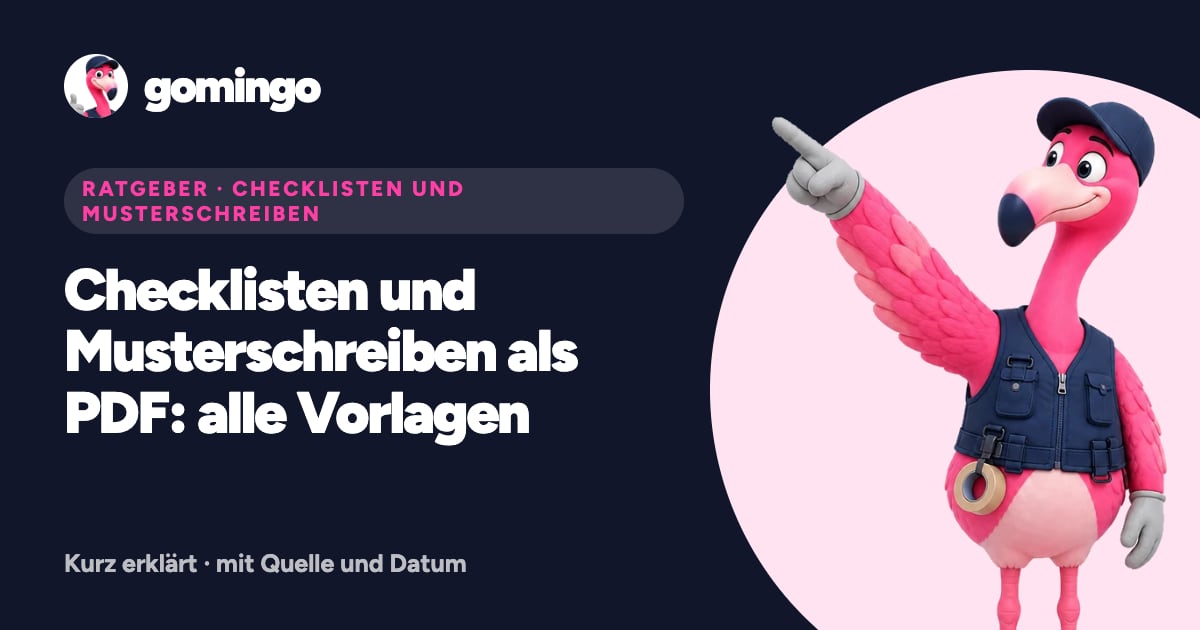 gomingo
RATGEBER · CHECKLISTEN UND
MUSTERSCHREIBEN
Checklisten und
Musterschreiben als
PDF: alle Vorlagen
Kurz erklärt · mit Quelle und Datum